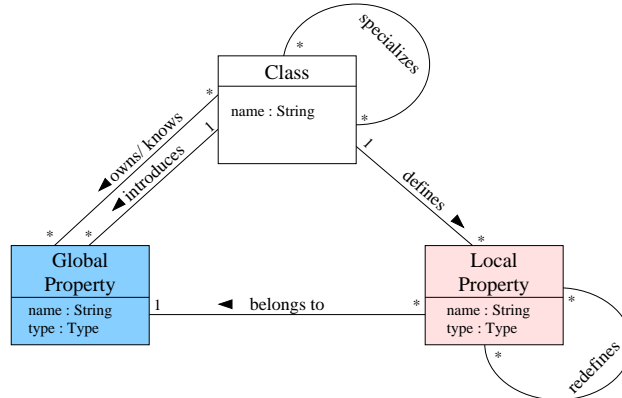 *
specializes
Class
name : String
*
*
1
1
owns/ knows
introduces
defines
*
*
*
Global
Property
name : String
type : Type
1
belongs to
*
Local
Property
name : String
type : Type
*
*
redefines